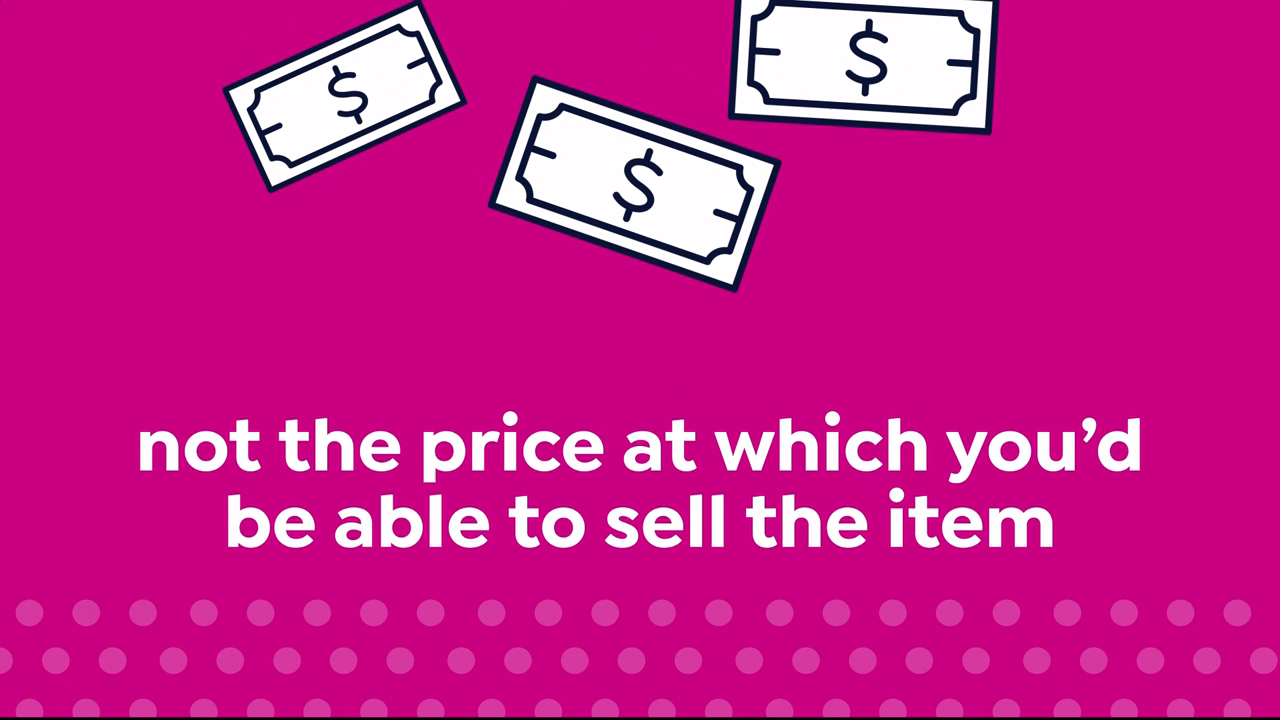 $
$
$
not the price at which you’d
be able to sell the item